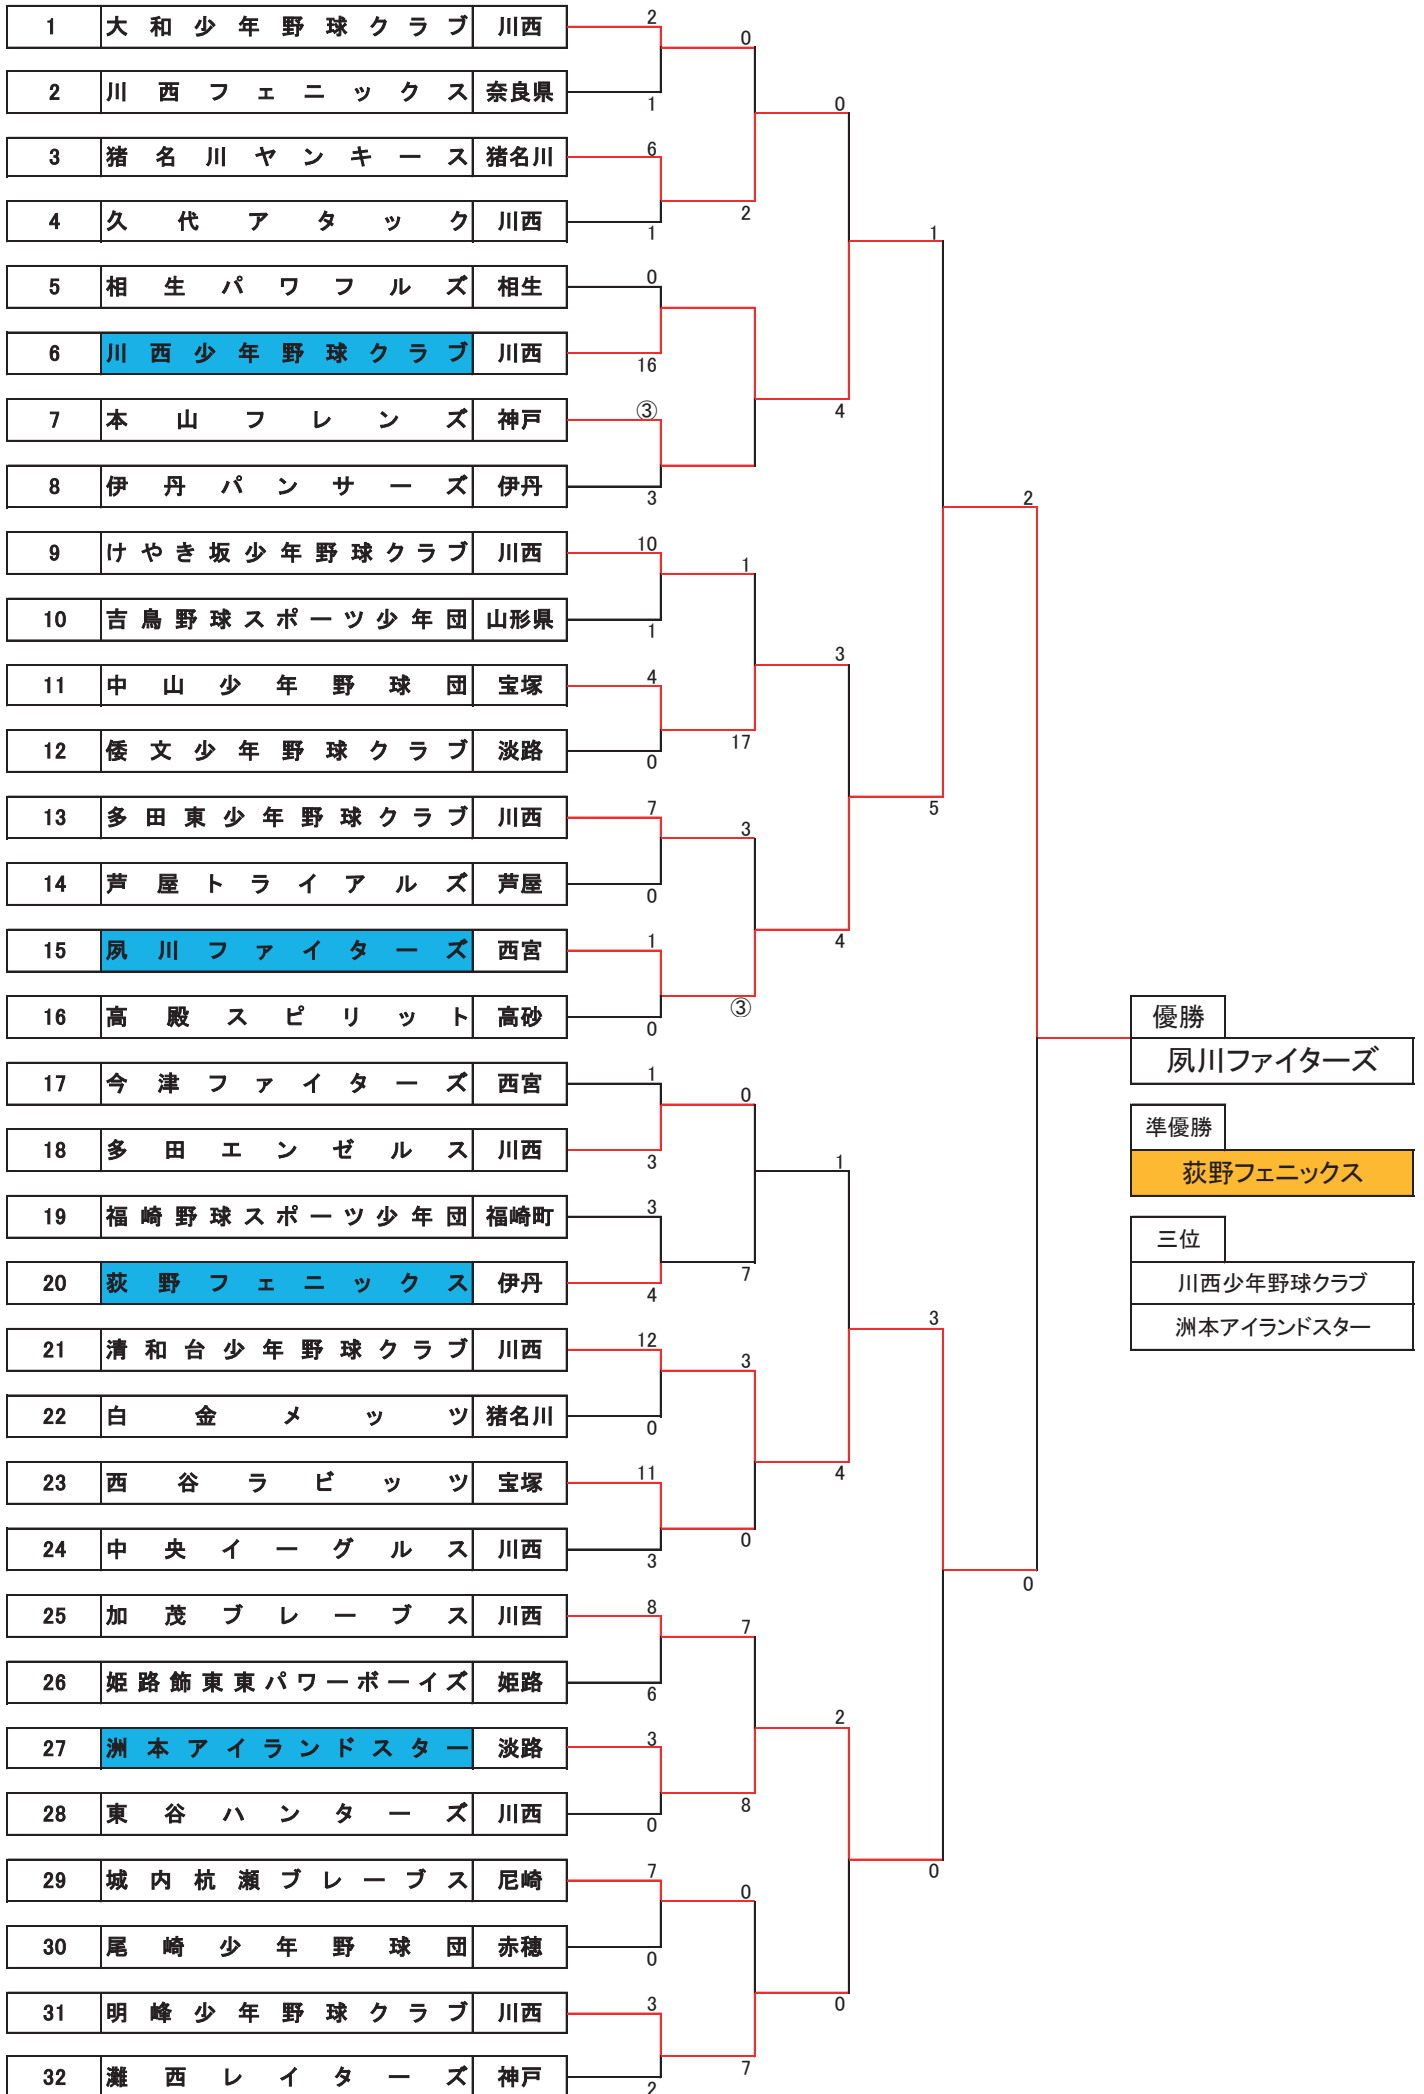 1 大和少年野球クラブ 川西 2
0
2 川西フェニックス 奈良県 1
0
3 猪名川ヤンキース 猪名川 6
2
4 久代アタック 川西 1
1
5 相生パワフルズ 相生 0
6 川西少年野球クラブ 川西 16
7 本山フレンズ 神戸 ③
4
8 伊丹パンサーズ 伊丹 3
2
9 けやき坂少年野球クラブ 川西 10
1
10 吉島野球スポーツ少年団 山形県 1
3
11 中山少年野球団 宝塚 4
17
12 倭文少年野球クラブ 淡路 0
5
13 多田東少年野球クラブ 川西 7
3
14 芦屋トライアルズ 芦屋 0
15 夙川ファイターズ 西宮 1
4
③
16 高殿スピリット 高砂 0
優勝
夙川ファイターズ
17 今津ファイターズ 西宮 1
0
準優勝
18 多田エンゼルス 川西 3
1
荻野フェニックス
19 福崎野球スポーツ少年団 福崎町 3
三位
7
20 荻野フェニックス 伊丹 4
川西少年野球クラブ
3
洲本アイランドスター
21 清和台少年野球クラブ 川西 12
3
22 白金メッツ 猪名川 0
23 西谷ラビッツ 宝塚 11
4
0
24 中央イーグルス 川西 3
0
25 加茂ブレーブス 川西 8
7
26 姫路飾東東パワーボーイズ 姫路 6
2
27 洲本アイランドスター 淡路 3
8
28 東谷ハンターズ 川西 0
0
29 城内杭瀬ブレーブス 尼崎 7
0
30 尾崎少年野球団 赤穂 0
0
31 明峰少年野球クラブ 川西 3
7
32 灘西レイターズ 神戸 2